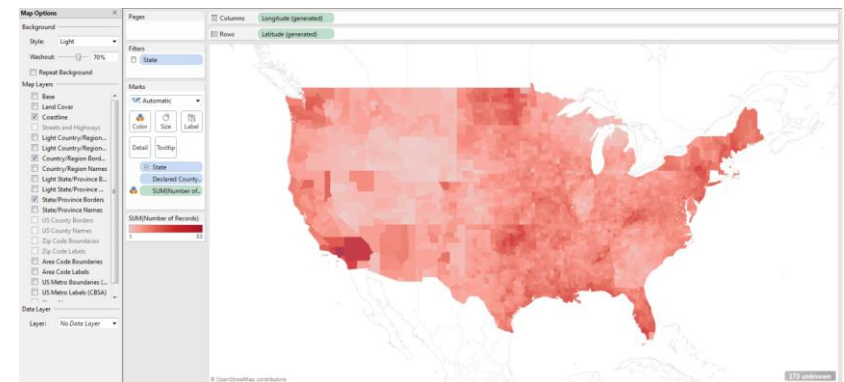 Map Options ×
Background
Style: Light
Washout: 70%
Repeat Background
Map Layers
Base
Land Cover
Coastline
Streets and Highways
Light Country/Region...
Light Country/Region...
Country/Region Bord...
Country/Region Names
Light State/Province B...
Light State/Province ...
State/Province Borders
State/Province Names
US County Borders
US County Names
Zip Code Boundaries
Zip Code Labels
Area Code Boundaries
Area Code Labels
US Metro Boundaries (...
US Metro Labels (CBSA)
Data Layer
Layer: No Data Layer
Pages
Filters
State
Marks
Automatic
Color Size Label
Detail Tooltip
State
Declared County..
SUM(Number of..
SUM(Number of Records)
1 53
Columns Longitude (generated)
Rows Latitude (generated)
© OpenStreetMap contributors
173 unknown